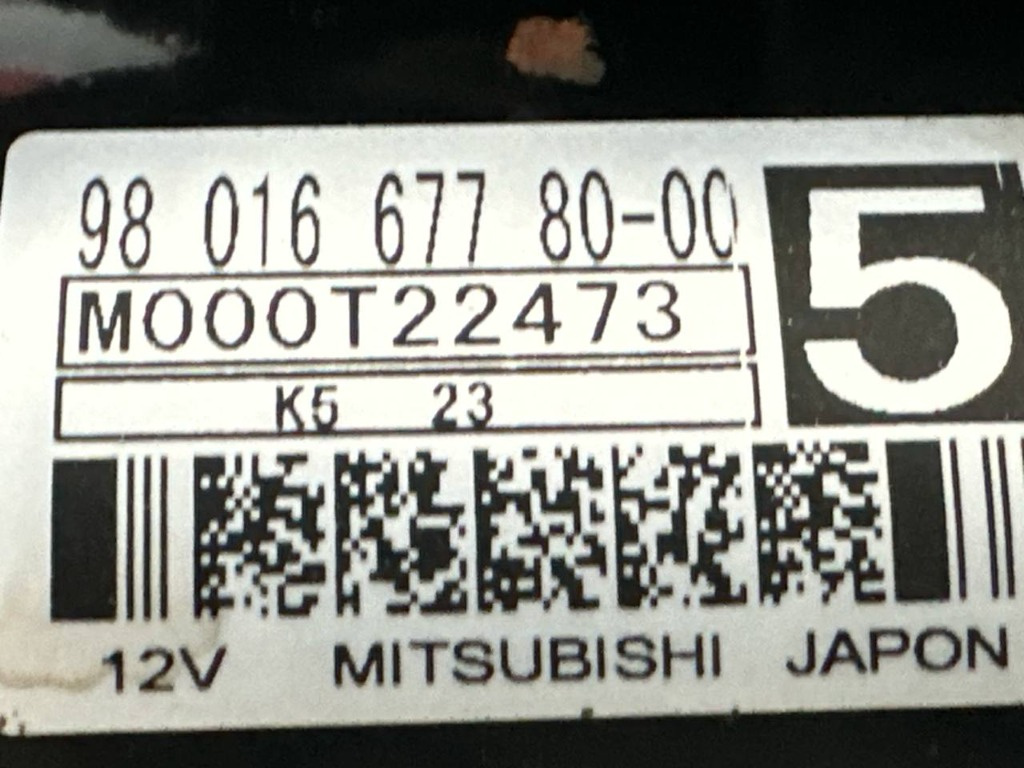 98 016 677 80-00
5
M000T22473
K5 23
12V MITSUBISHI JAPON